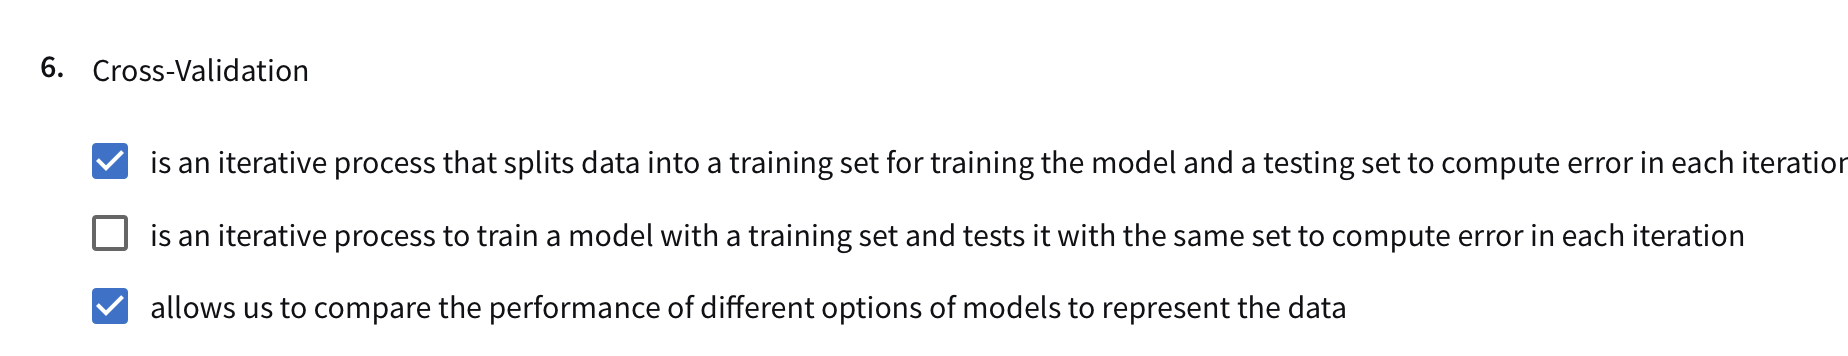 6. Cross-Validation
is an iterative process that splits data into a training set for training the model and a testing set to compute error in each iteration
is an iterative process to train a model with a training set and tests it with the same set to compute error in each iteration
allows us to compare the performance of different options of models to represent the data